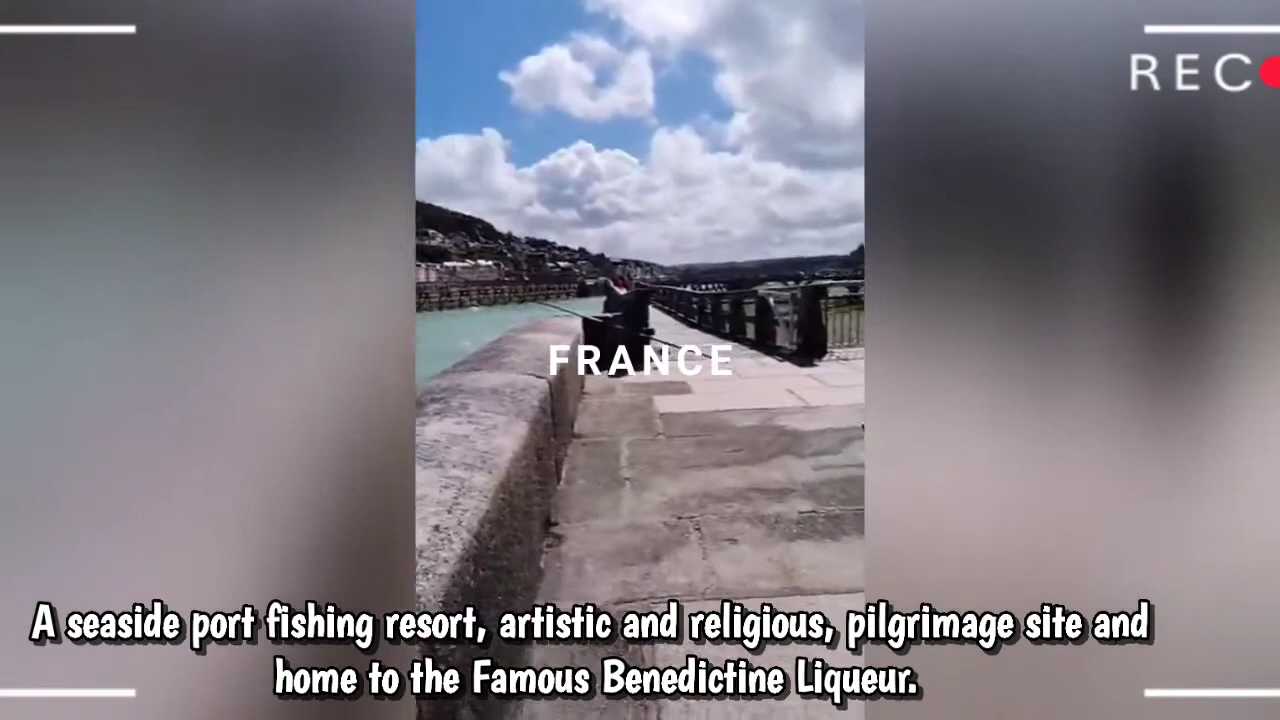 REC
FRANCE
A seaside port fishing resort, artistic and religious, pilgrimage site and
home to the Famous Benedictine Liqueur.